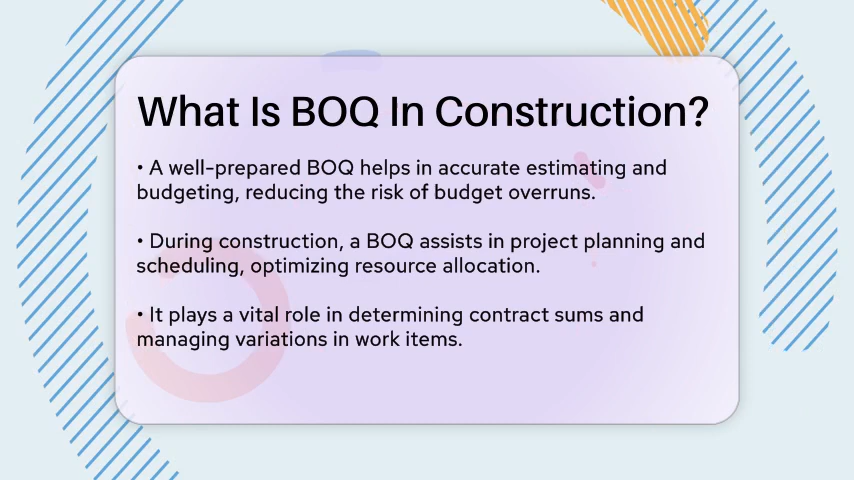 What Is BOQ In Construction?
• A well-prepared BOQ helps in accurate estimating and
budgeting, reducing the risk of budget overruns.
• During construction, a BOQ assists in project planning and
scheduling, optimizing resource allocation.
• It plays a vital role in determining contract sums and
managing variations in work items.